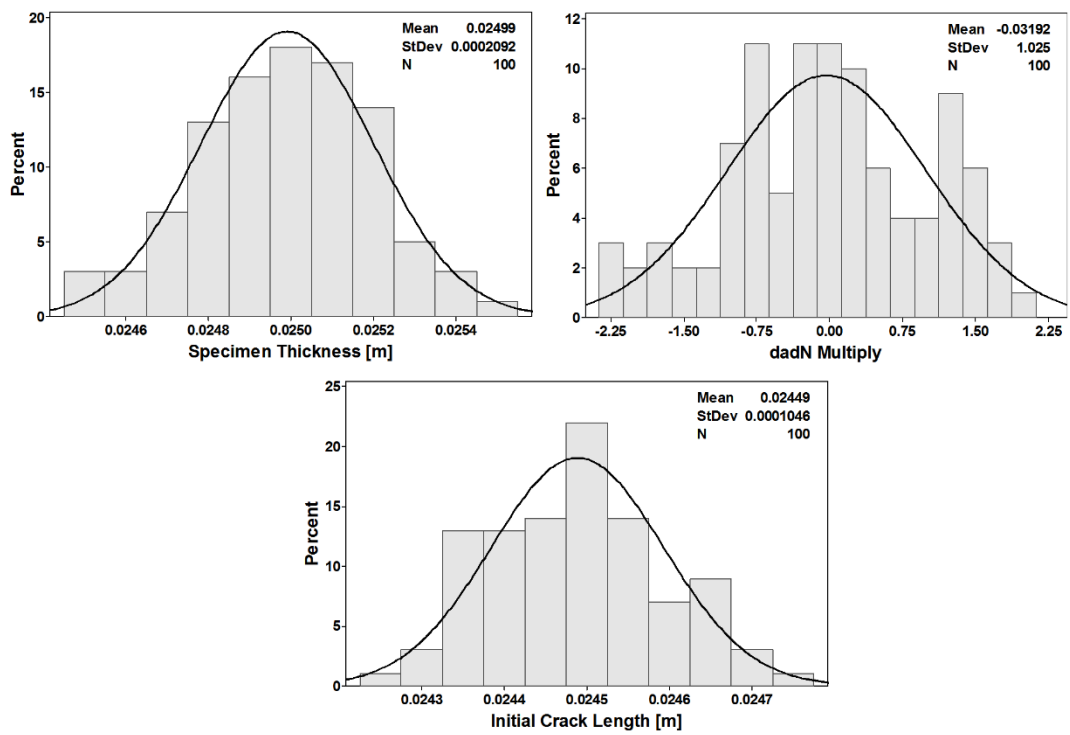 Mean 0.02499
StDev 0.0002092
N 100
20
15
10
5
0
Percent
0.0246 0.0248 0.0250 0.0252 0.0254
Specimen Thickness [m]
Mean -0.03192
StDev 1.025
N 100
12
10
8
6
4
2
0
Percent
-2.25 -1.50 -0.75 0.00 0.75 1.50 2.25
dadN Multiply
Mean 0.02449
StDev 0.0001046
N 100
25
20
15
10
5
0
Percent
0.0243 0.0244 0.0245 0.0246 0.0247
Initial Crack Length [m]